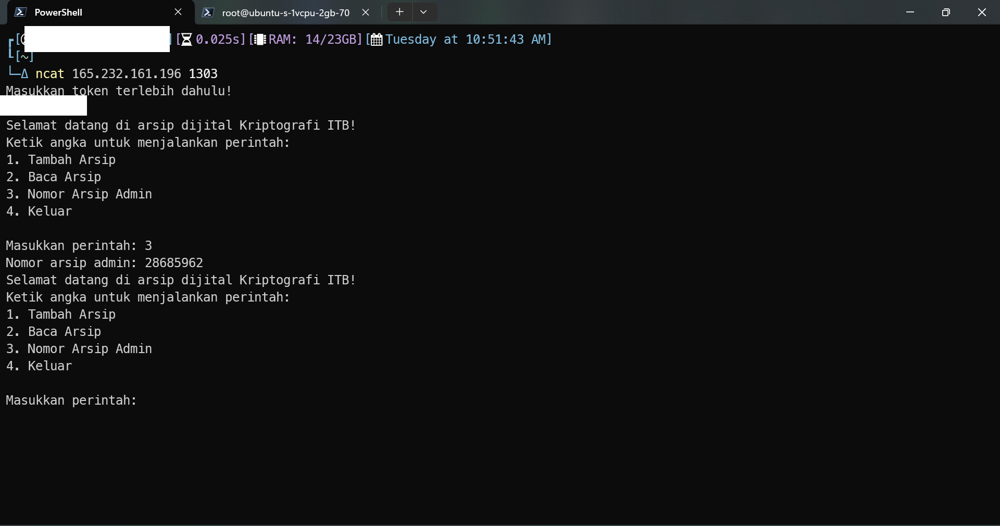 PowerShell
root@ubuntu-s-1vcpu-2gb-70
][0.025s][RAM: 14/23GB][Tuesday at 10:51:43 AM]
[~]
Δ ncat 165.232.161.196 1303
Masukkan token terlebih dahulu!
Selamat datang di arsip dijital Kriptografi ITB!
Ketik angka untuk menjalankan perintah:
1. Tambah Arsip
2. Baca Arsip
3. Nomor Arsip Admin
4. Keluar
Masukkan perintah: 3
Nomor arsip admin: 28685962
Selamat datang di arsip dijital Kriptografi ITB!
Ketik angka untuk menjalankan perintah:
1. Tambah Arsip
2. Baca Arsip
3. Nomor Arsip Admin
4. Keluar
Masukkan perintah: